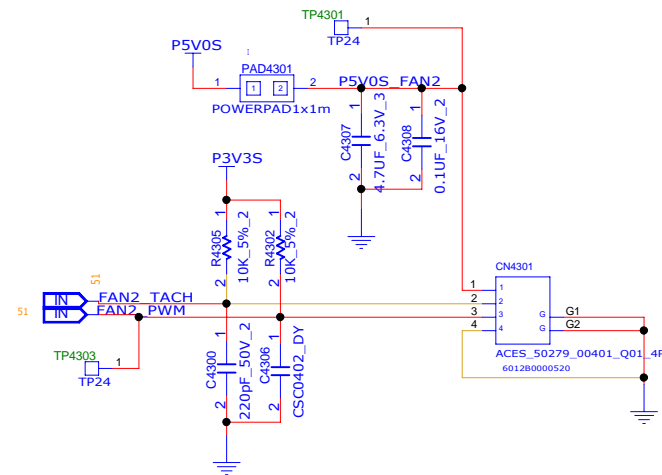 TP4301
1
TP24
P5V0S
PAD4301
1
1
2
2
P5V0S_FAN2
POWERPAD1x1m
1
C4307
4.7UF_6.3V_3
2
1
C4308
0.1UF_16V_2
2
P3V3S
1
R4305
10K_5%_2
2
1
R4302
10K_5%_2
2
51
51
IN
FAN2_TACH
IN
FAN2_PWM
TP4303
1
TP24
1
C4300
220pF_50V_2
2
1
C4306
CSC0402_DY
2
CN4301
1
1
2
2
3
3
4
4
G
G1
G
G2
ACES_50279_00401_Q01_4P
6012B0000520